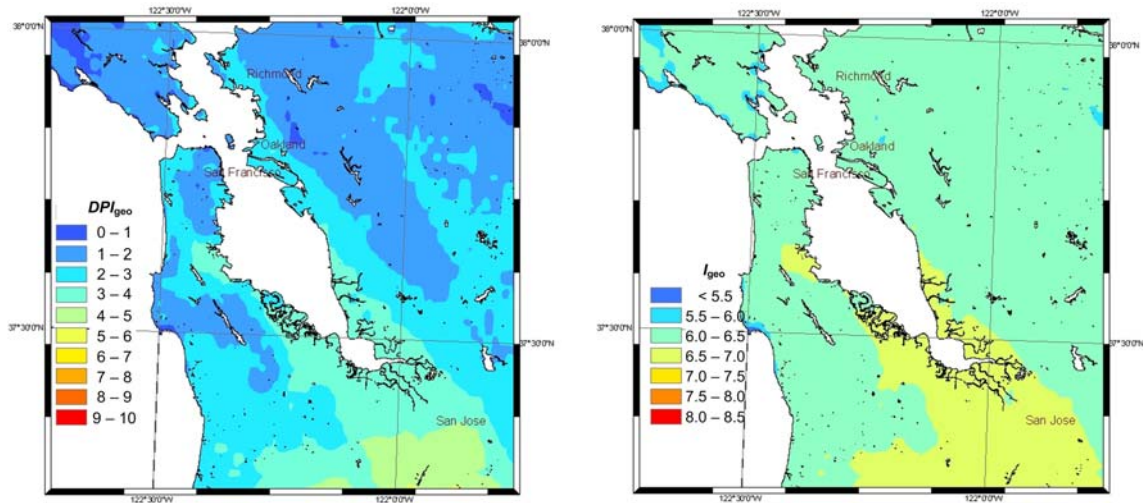 122°30'0"W
122°0'0"W
38°0'0"N
38°0'0"N
Richmond
Oakland
San Francisco
DPIgeo
0 – 1
1 – 2
2 – 3
3 – 4
4 – 5
5 – 6
6 – 7
7 – 8
8 – 9
9 – 10
37°30'0"N
37°30'0"N
San Jose
122°30'0"W
122°0'0"W
122°30'0"W
122°0'0"W
38°0'0"N
38°0'0"N
Richmond
Oakland
San Francisco
Igeo
< 5.5
5.5 – 6.0
6.0 – 6.5
6.5 – 7.0
7.0 – 7.5
7.5 – 8.0
8.0 – 8.5
37°30'0"N
37°30'0"N
San Jose
122°30'0"W
122°0'0"W